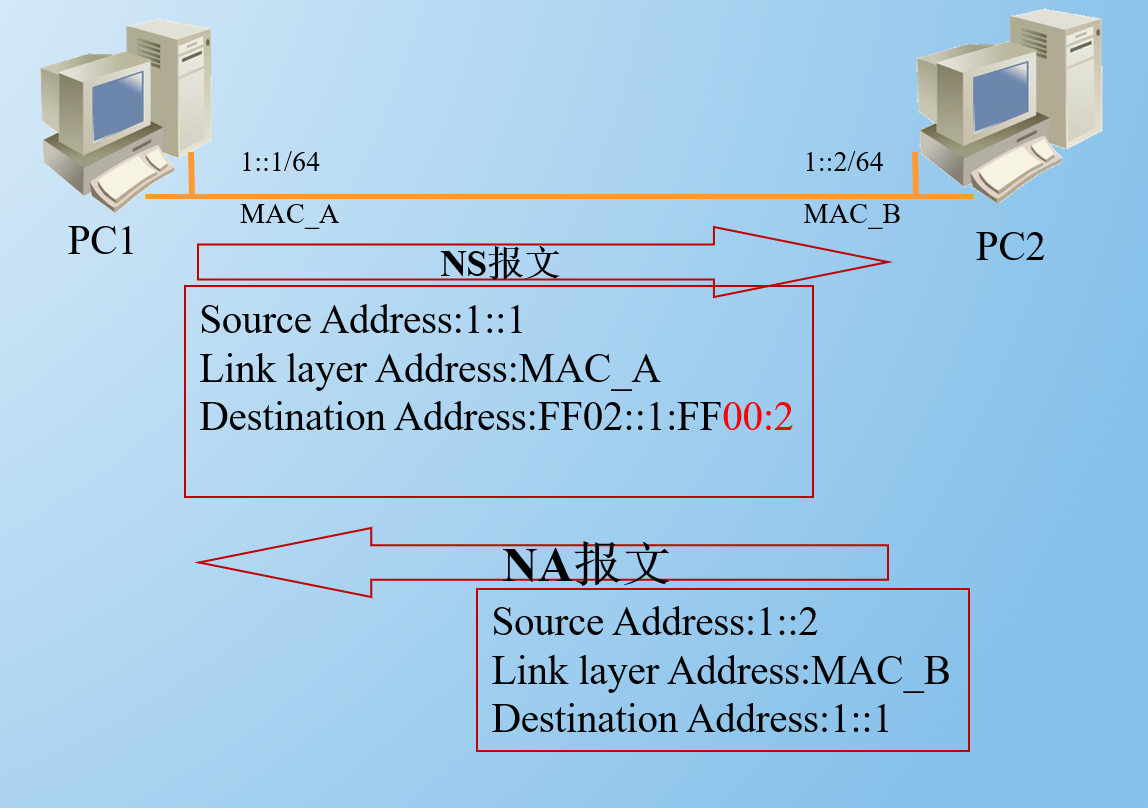 1::1/64
1::2/64
MAC_A
MAC_B
PC1
PC2
NS报文
Source Address:1::1
Link layer Address:MAC_A
Destination Address:FF02::1:FF00:2
NA报文
Source Address:1::2
Link layer Address:MAC_B
Destination Address:1::1